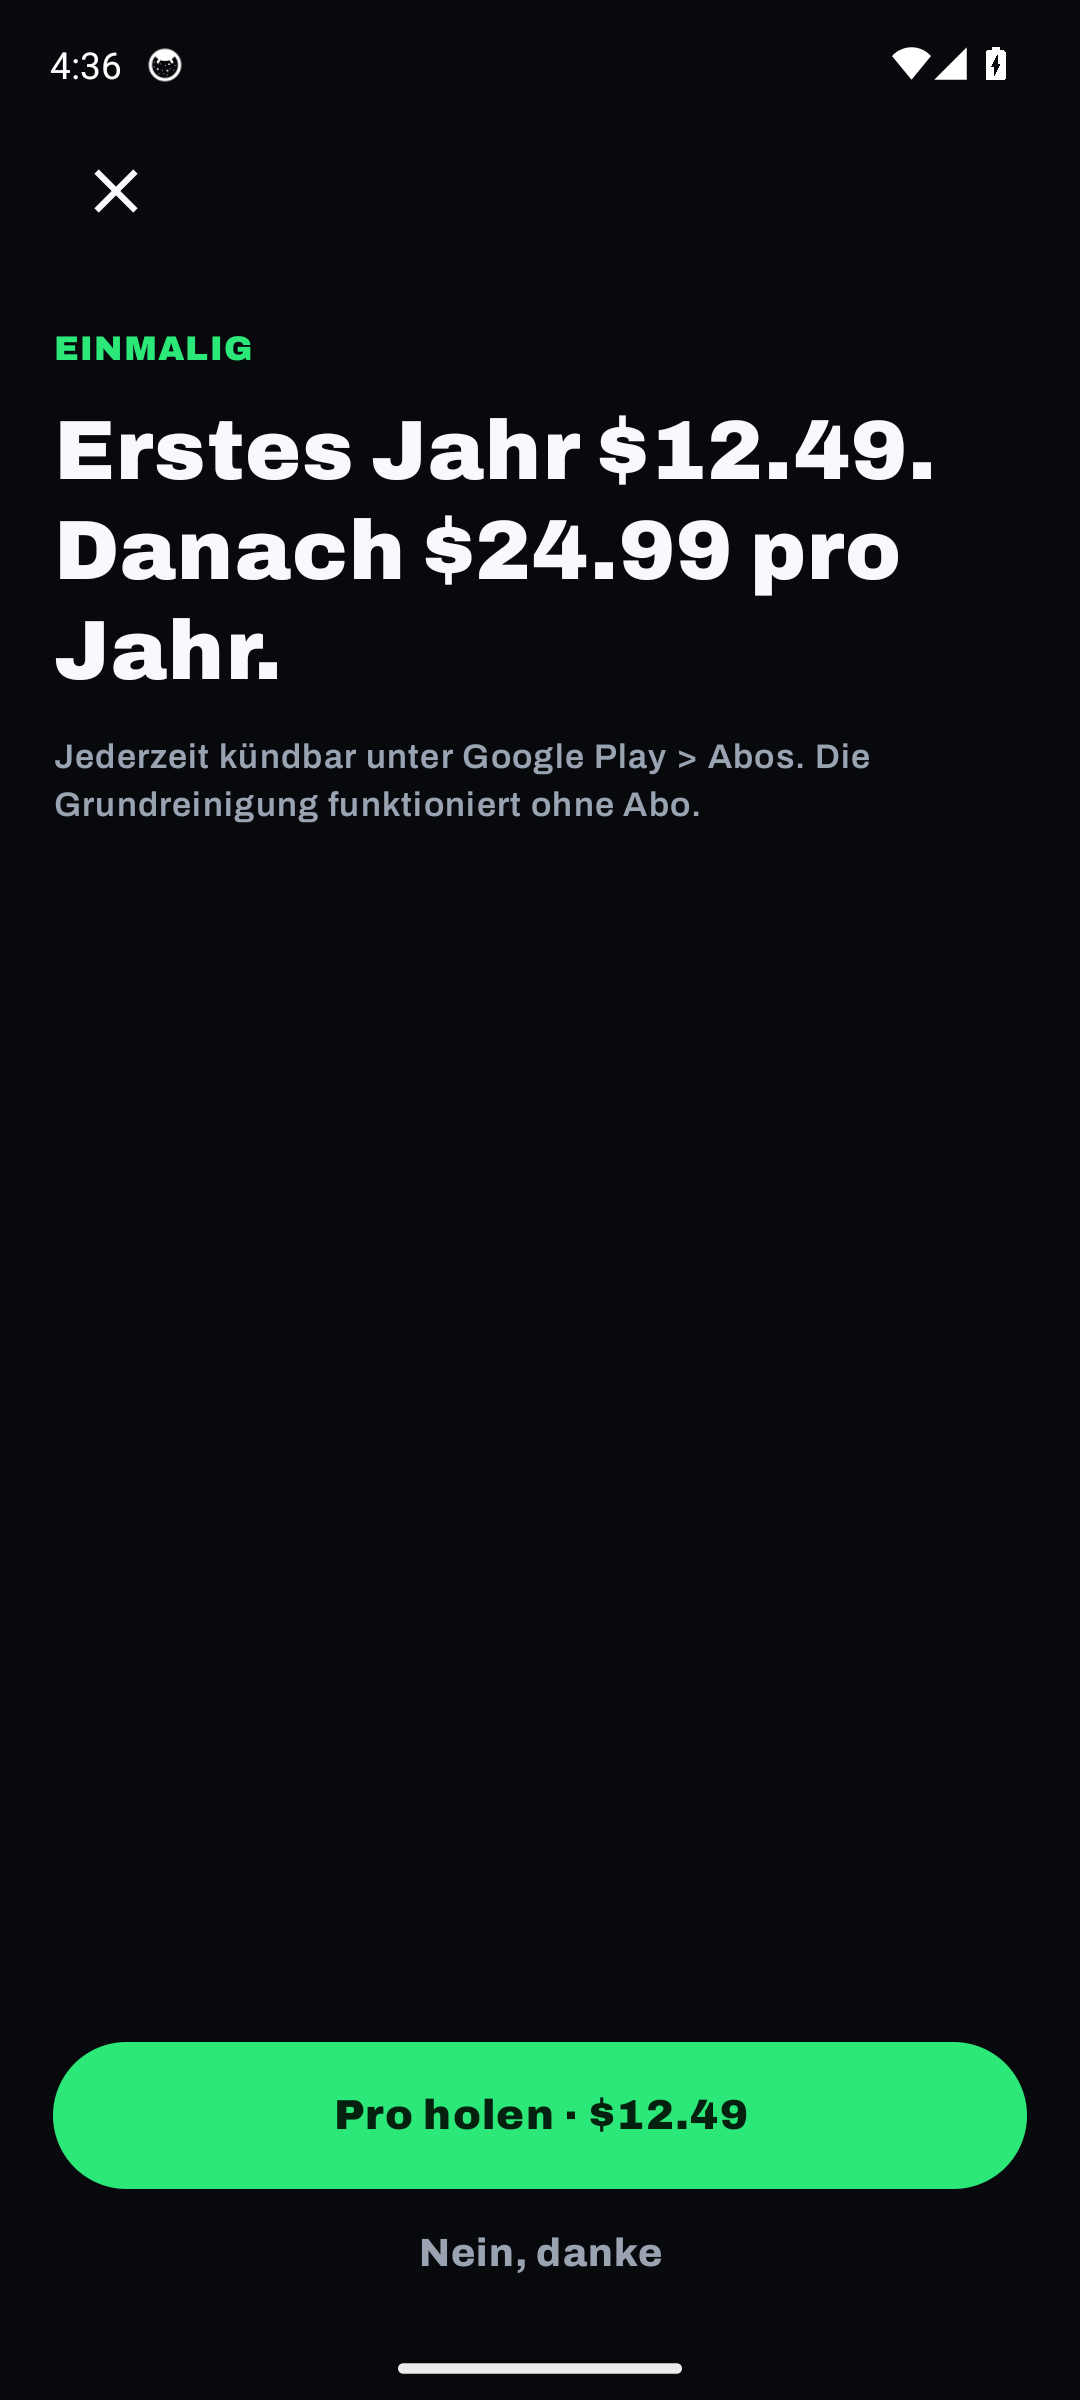 4:36
EINMALIG
Erstes Jahr $12.49.
Danach $24.99 pro
Jahr.
Jederzeit kündbar unter Google Play > Abos. Die
Grundreinigung funktioniert ohne Abo.
Pro holen · $12.49
Nein, danke